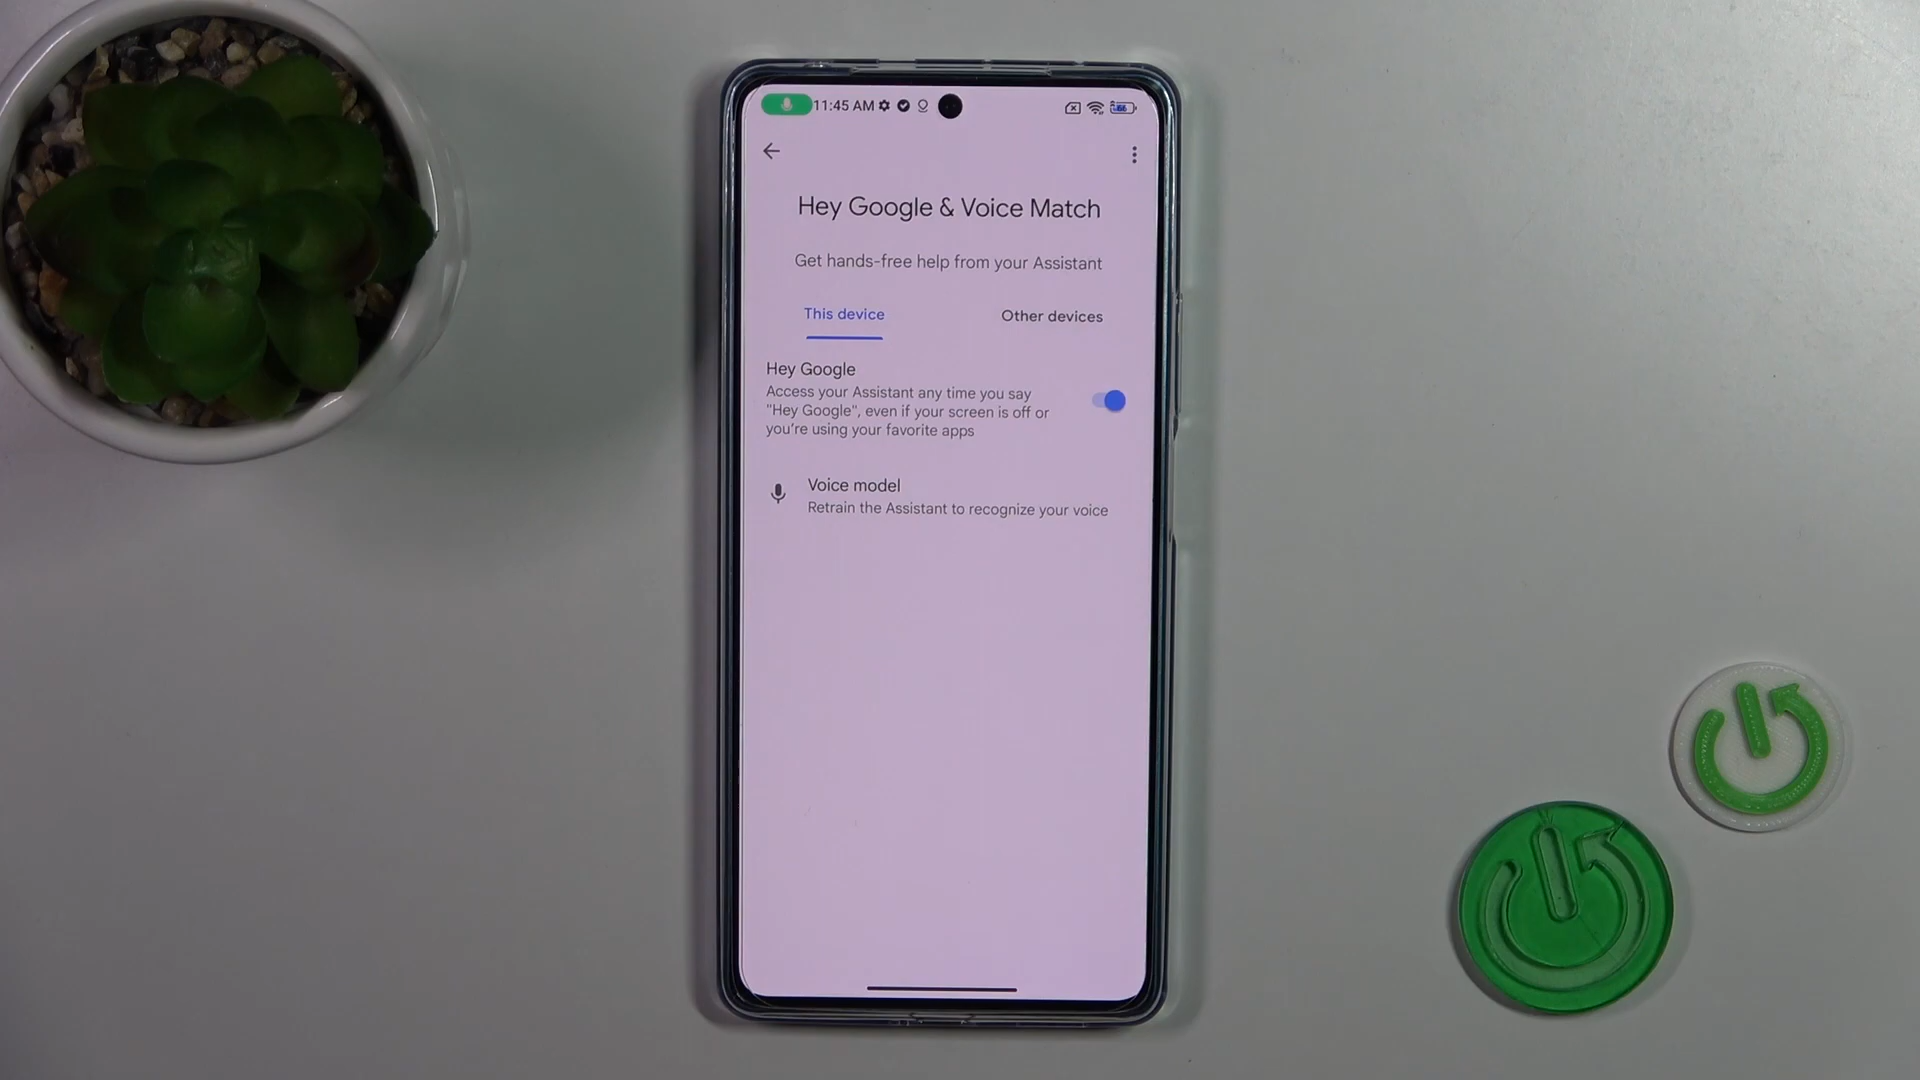 11:45 AM
Hey Google & Voice Match
Get hands-free help from your Assistant
This device
Other devices
Hey Google
Access your Assistant any time you say
"Hey Google", even if your screen is off or
you're using your favorite apps
Voice model
Retrain the Assistant to recognize your voice